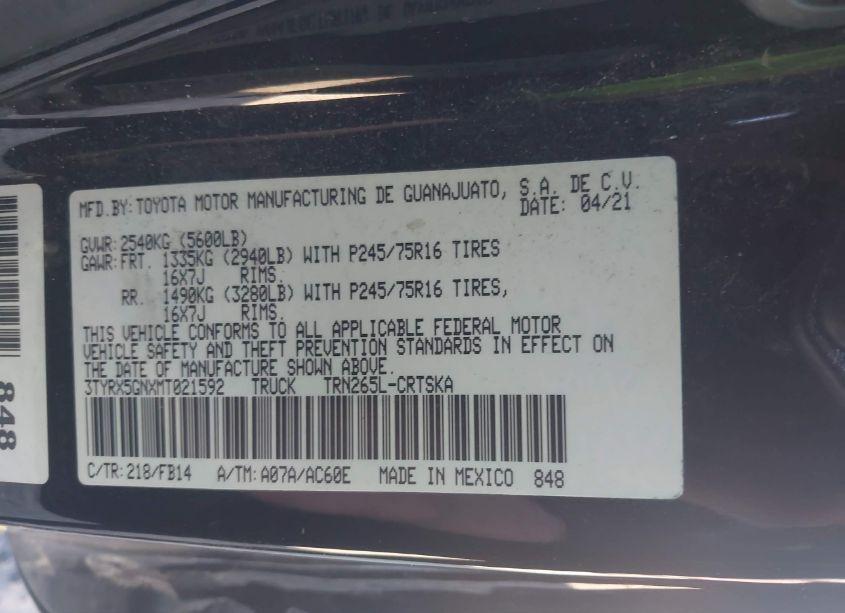 MFD.BY: TOYOTA MOTOR MANUFACTURING DE GUANAJUATO, S.A. DE C.V.
DATE: 04/21
GVWR: 2540KG (5600LB)
GAWR: FRT. 1335KG (2940LB) WITH P245/75R16 TIRES
16X7J RIMS.
RR. 1490KG (3280LB) WITH P245/75R16 TIRES,
16X7J RIMS.
THIS VEHICLE CONFORMS TO ALL APPLICABLE FEDERAL MOTOR
VEHICLE SAFETY AND THEFT PREVENTION STANDARDS IN EFFECT ON
THE DATE OF MANUFACTURE SHOWN ABOVE.
3TYRX5GNXMT021592 TRUCK TRN265L-CRTSKA
C/TR: 218/FB14 A/TM: A07A/AC60E MADE IN MEXICO 848
848